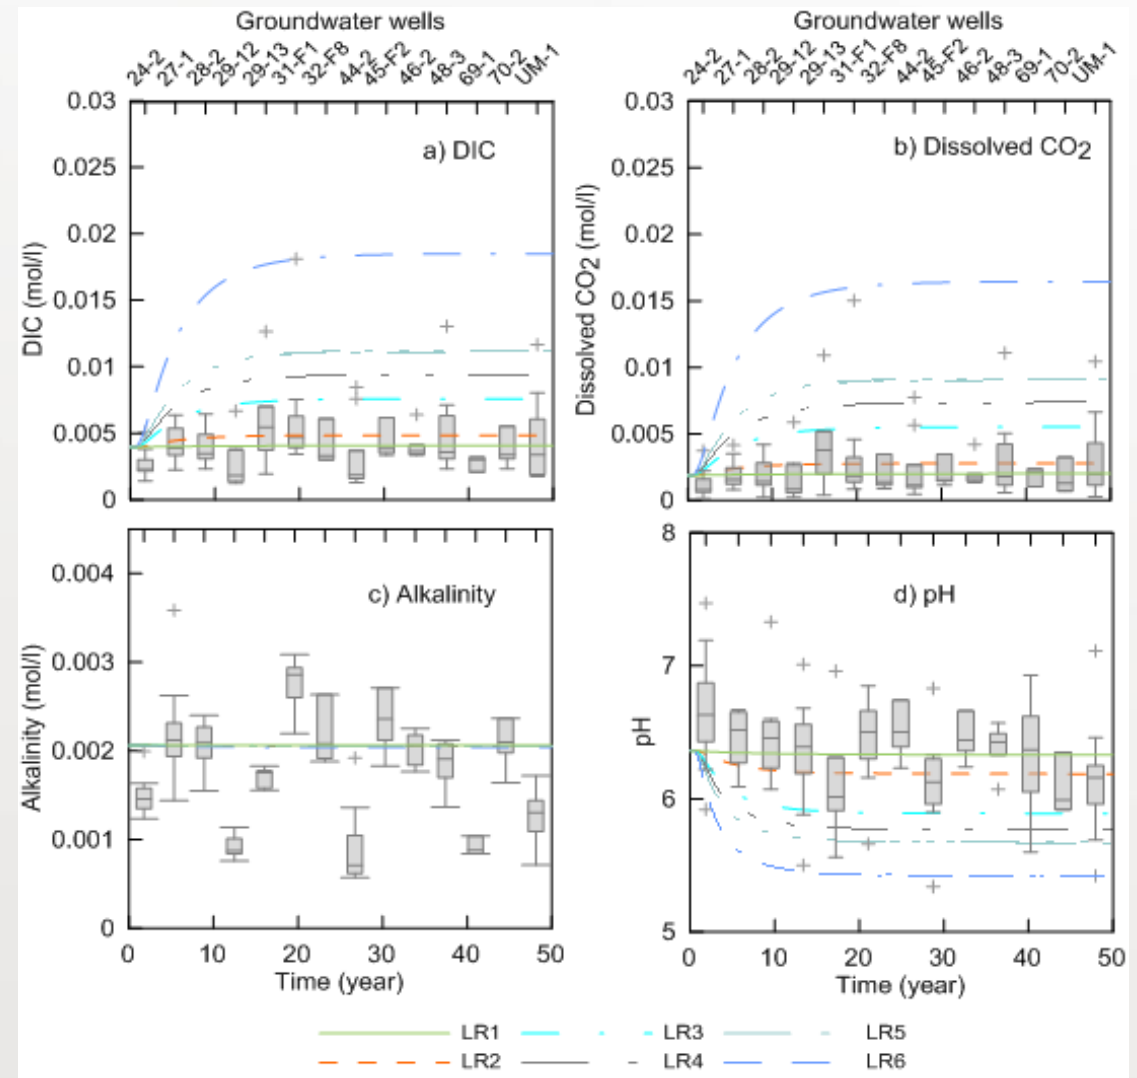 Groundwater wells
24-2 27-1 28-2 29-12 29-13 31-F1 32-F8 44-2 45-F2 46-2 48-3 69-1 70-2 UM-1
Groundwater wells
24-2 27-1 28-2 29-12 29-13 31-F1 32-F8 44-2 45-F2 46-2 48-3 69-1 70-2 UM-1
a) DIC
DIC (mol/l)
0.03
0.025
0.02
0.015
0.01
0.005
0
b) Dissolved CO2
Dissolved CO2 (mol/l)
0.03
0.025
0.02
0.015
0.01
0.005
0
c) Alkalinity
Alkalinity (mol/l)
0.004
0.003
0.002
0.001
0
0 10 20 30 40 50
Time (year)
d) pH
pH
8
7
6
5
0 10 20 30 40 50
Time (year)
LR1 LR3 LR5
LR2 LR4 LR6